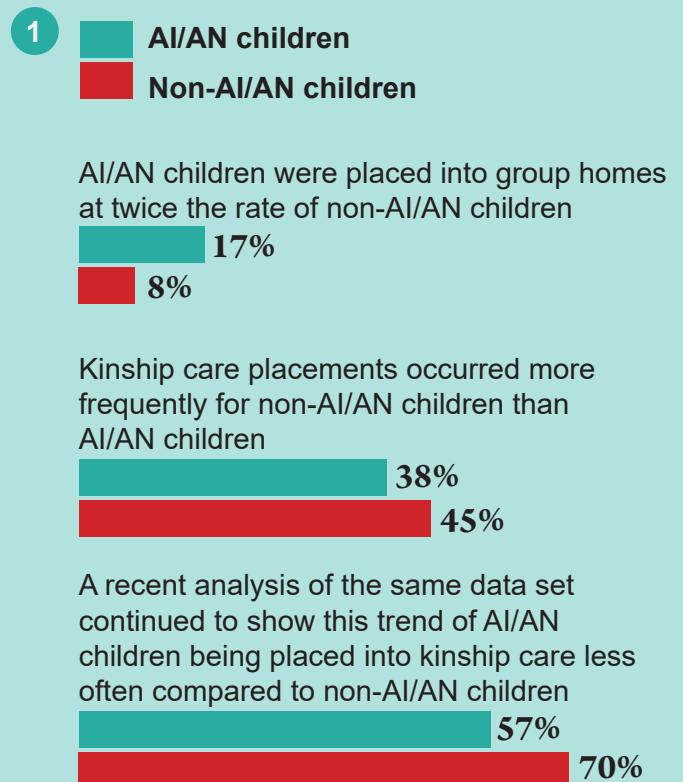 1
AI/AN children
Non-AI/AN children
AI/AN children were placed into group homes
at twice the rate of non-AI/AN children
17%
8%
Kinship care placements occurred more
frequently for non-AI/AN children than
AI/AN children
38%
45%
A recent analysis of the same data set
continued to show this trend of AI/AN
children being placed into kinship care less
often compared to non-AI/AN children
57%
70%